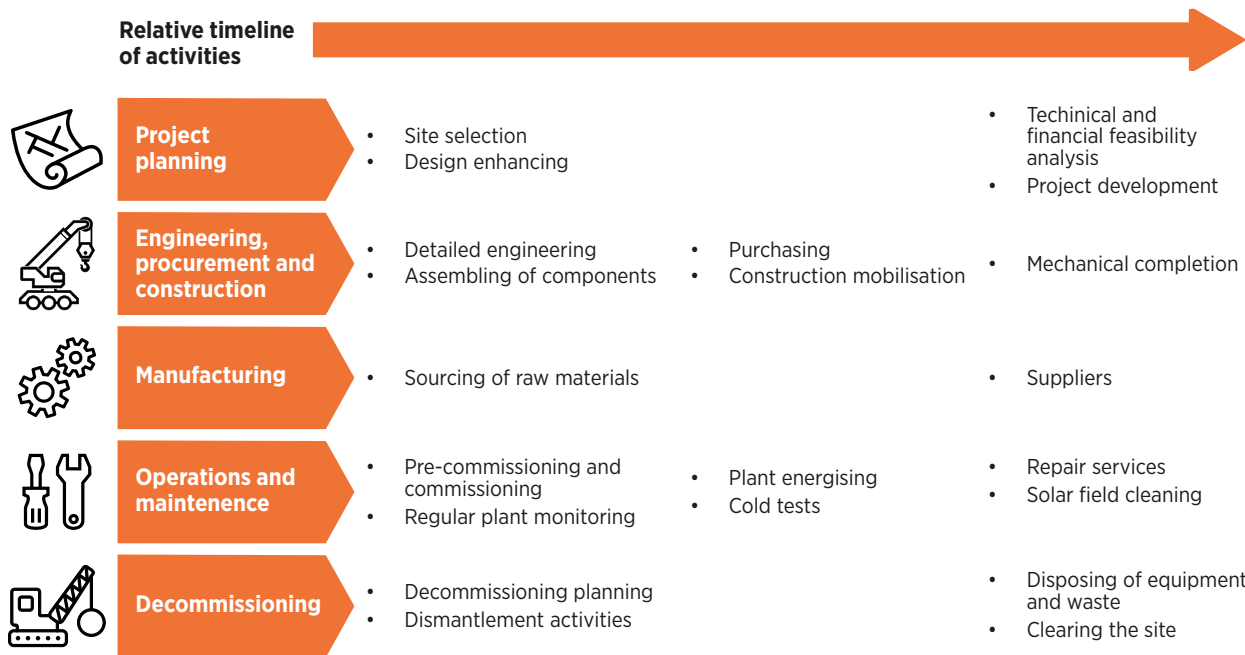 Relative timeline
of activities
Project
planning
• Site selection
• Design enhancing
• Techinical and
financial feasibility
analysis
• Project development
Engineering,
procurement and
construction
• Detailed engineering
• Assembling of components
• Purchasing
• Construction mobilisation
• Mechanical completion
Manufacturing
• Sourcing of raw materials
• Suppliers
Operations and
maintenence
• Pre-commissioning and
commissioning
• Regular plant monitoring
• Plant energising
• Cold tests
• Repair services
• Solar field cleaning
Decommissioning
• Decommissioning planning
• Dismantlement activities
• Disposing of equipment
and waste
• Clearing the site